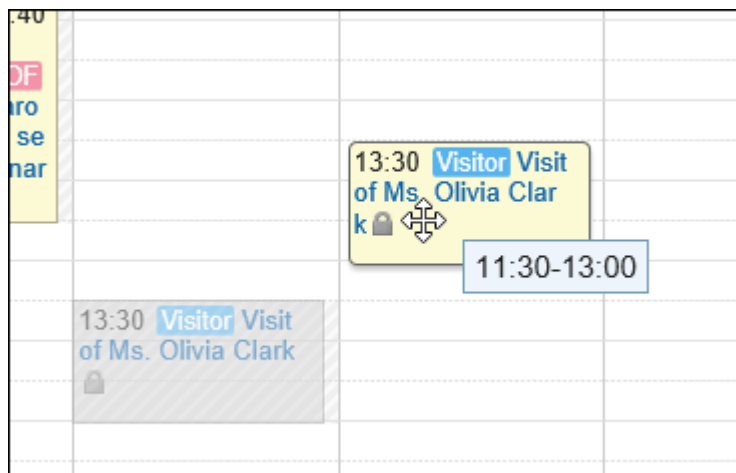 :40
OF
aro
se
nar
13:30 Visitor Visit
of Ms. Olivia Clar
k
11:30-13:00
13:30 Visitor Visit
of Ms. Olivia Clark